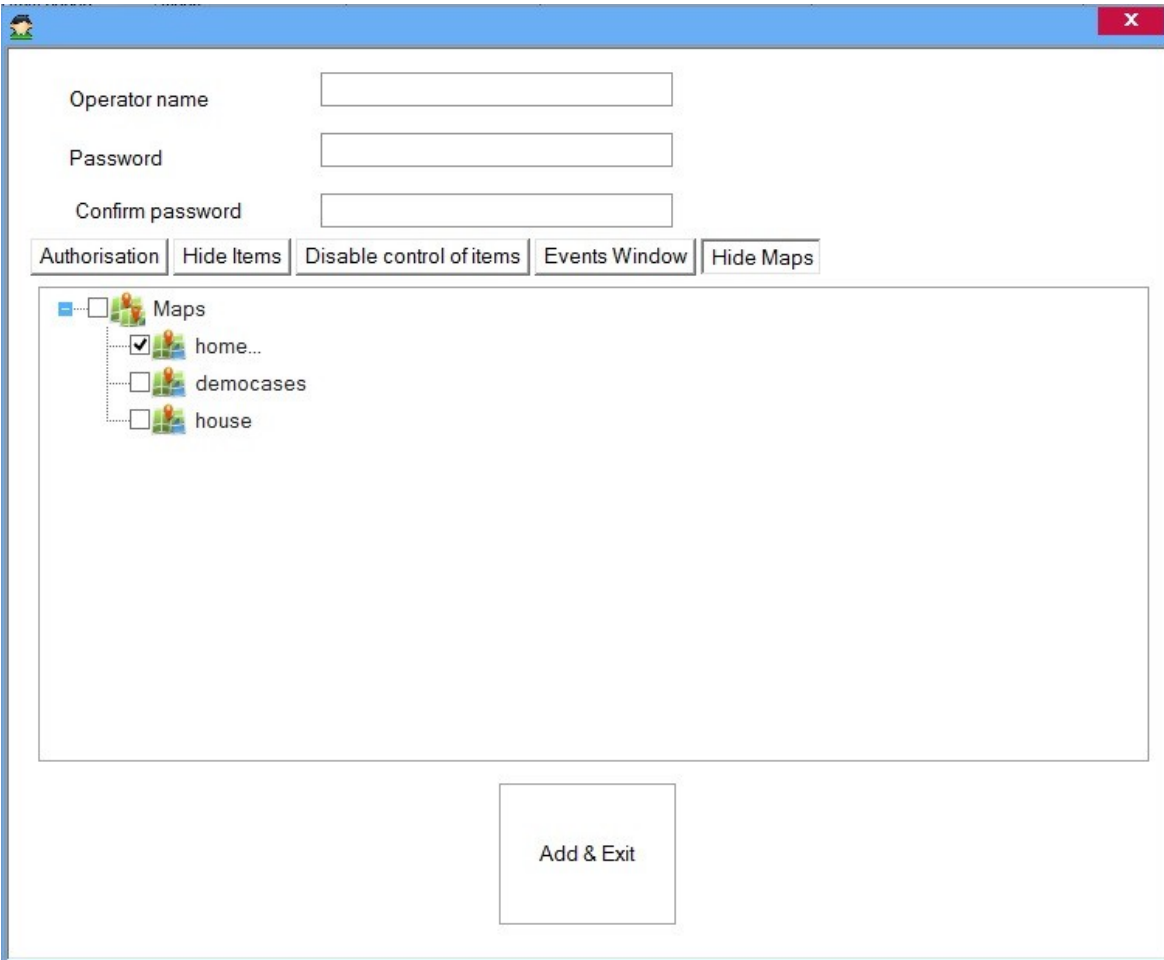 X
Operator name
Password
Confirm password
Authorisation Hide Items Disable control of items Events Window Hide Maps
Maps
home...
democases
house
Add & Exit